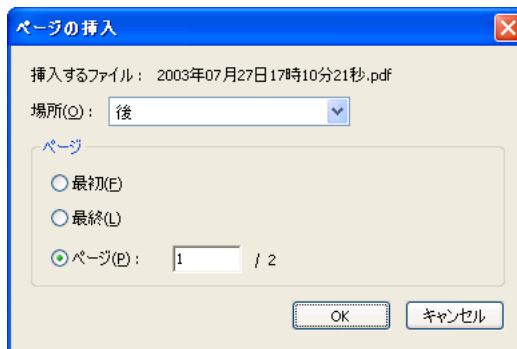 ページの挿入
挿入するファイル： 2003年07月27日17時10分21秒.pdf
場所(O)： 後
ページ
最初(F)
最終(L)
ページ(P)： 1 / 2
OK キャンセル